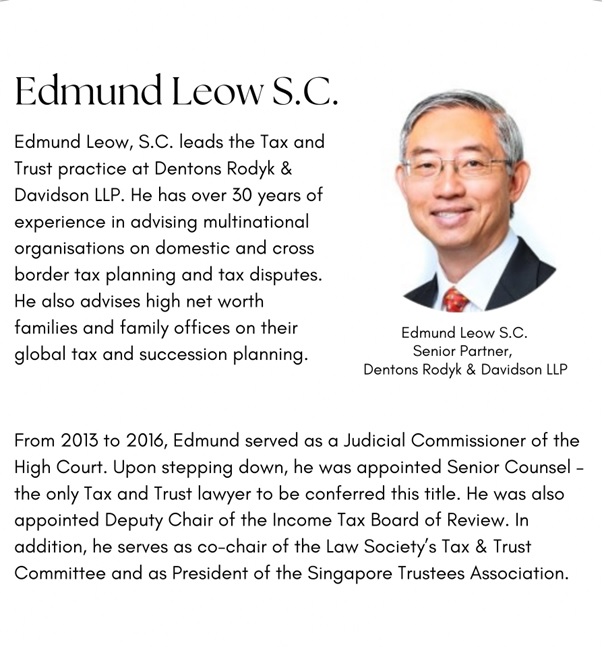 Edmund Leow S.C.
Edmund Leow, S.C. leads the Tax and
Trust practice at Dentons Rodyk &
Davidson LLP. He has over 30 years of
experience in advising multinational
organisations on domestic and cross
border tax planning and tax disputes.
He also advises high net worth
families and family offices on their
global tax and succession planning.
Edmund Leow S.C.
Senior Partner,
Dentons Rodyk & Davidson LLP
From 2013 to 2016, Edmund served as a Judicial Commissioner of the
High Court. Upon stepping down, he was appointed Senior Counsel –
the only Tax and Trust lawyer to be conferred this title. He was also
appointed Deputy Chair of the Income Tax Board of Review. In
addition, he serves as co-chair of the Law Society’s Tax & Trust
Committee and as President of the Singapore Trustees Association.